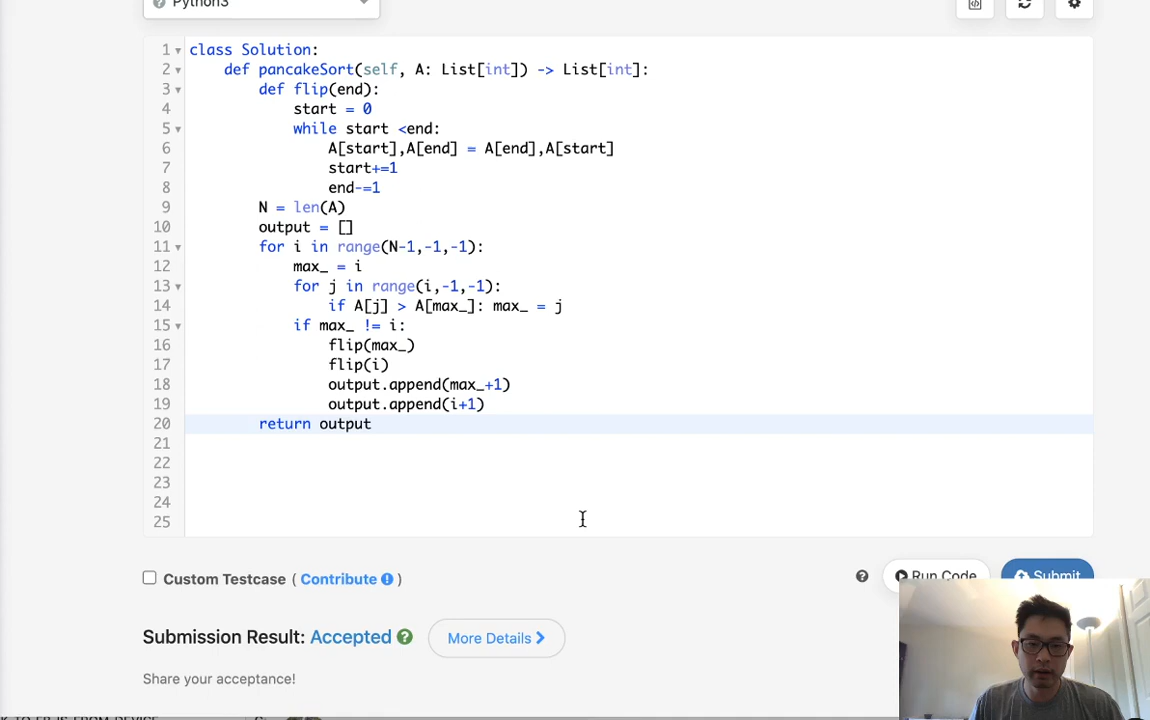 Python3
1 class Solution:
2 def pancakeSort(self, A: List[int]) -> List[int]:
3 def flip(end):
4 start = 0
5 while start <end:
6 A[start],A[end] = A[end],A[start]
7 start+=1
8 end-=1
9 N = len(A)
10 output = []
11 for i in range(N-1,-1,-1):
12 max_ = i
13 for j in range(i,-1,-1):
14 if A[j] > A[max_]: max_ = j
15 if max_ != i:
16 flip(max_)
17 flip(i)
18 output.append(max_+1)
19 output.append(i+1)
20 return output
21
22
23
24
25
Custom Testcase ( Contribute )
Run Code
Submit
Submission Result: Accepted
More Details
Share your acceptance!